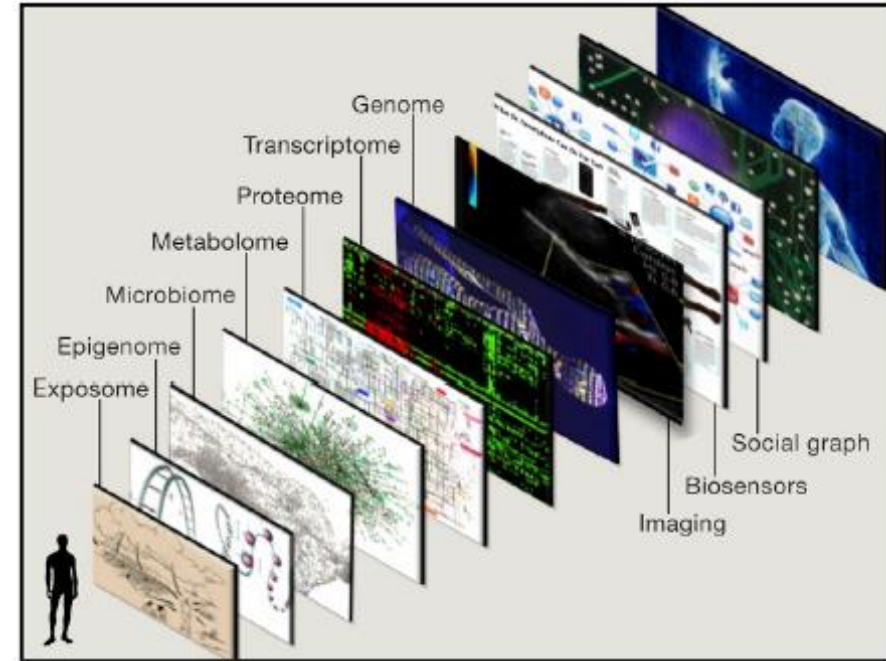 Genome
Transcriptome
Proteome
Metabolome
Microbiome
Epigenome
Exposome
Social graph
Biosensors
Imaging